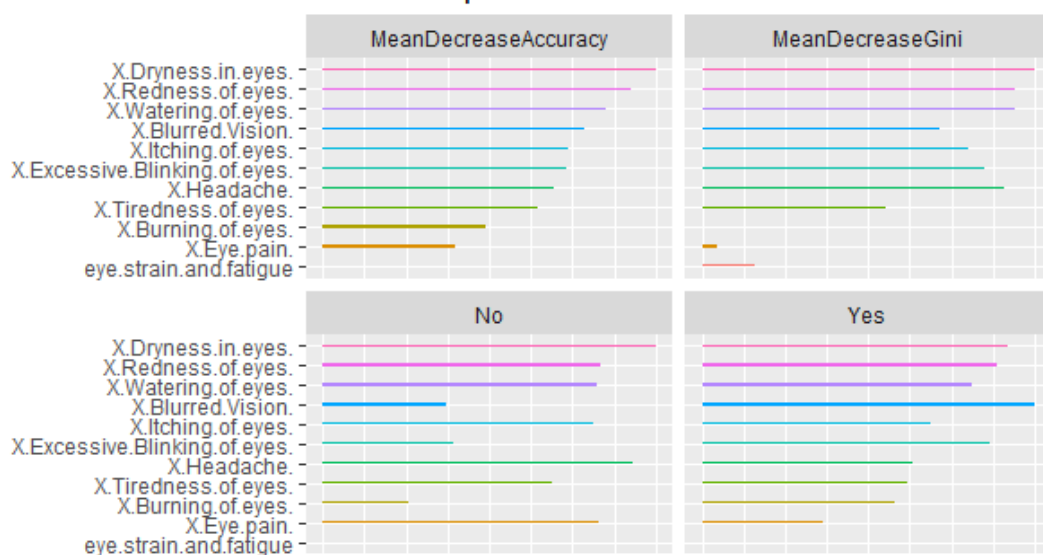 MeanDecreaseAccuracy
MeanDecreaseGini
X.Dryness.in.eyes.
X.Redness.of.eyes.
X.Watering.of.eyes.
X.Blurred.Vision.
X.Itching.of.eyes.
X.Excessive.Blinking.of.eyes.
X.Headache.
X.Tiredness.of.eyes.
X.Burning.of.eyes.
X.Eye.pain.
eye.strain.and.fatigue
No
Yes
X.Dryness.in.eyes.
X.Redness.of.eyes.
X.Watering.of.eyes.
X.Blurred.Vision.
X.Itching.of.eyes.
X.Excessive.Blinking.of.eyes.
X.Headache.
X.Tiredness.of.eyes.
X.Burning.of.eyes.
X.Eye.pain.
eye.strain.and.fatigue